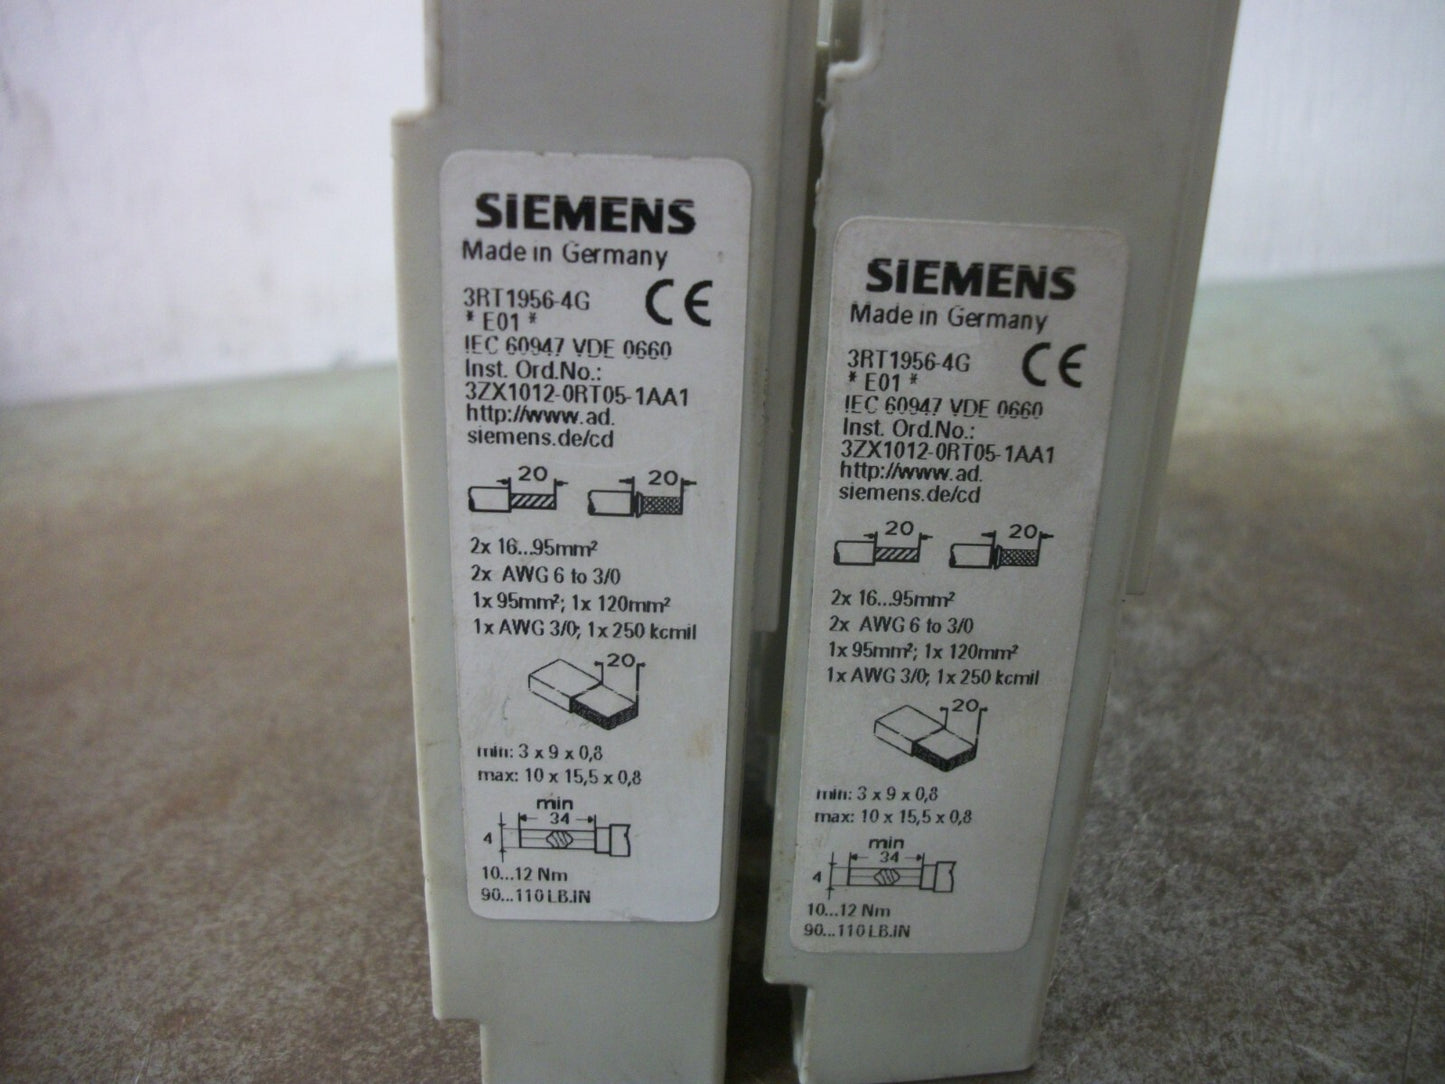 SIEMENS
Made in Germany
3RT1956-4G CE
* E01 *
IEC 60947 VDE 0660
Inst. Ord.No.:
3ZX1012-0RT05-1AA1
http://www.ad.
siemens.de/cd
20 20
2x 16...95mm²
2x AWG 6 to 3/0
1x 95mm²; 1x 120mm²
1x AWG 3/0; 1x 250 kcmil
20
min: 3 x 9 x 0,8
max: 10 x 15,5 x 0,8
min
34
4
10...12 Nm
90...110 LB.IN
SIEMENS
Made in Germany
3RT1956-4G CE
* E01 *
IEC 60947 VDE 0660
Inst. Ord.No.:
3ZX1012-0RT05-1AA1
http://www.ad.
siemens.de/cd
20 20
2x 16...95mm²
2x AWG 6 to 3/0
1x 95mm²; 1x 120mm²
1x AWG 3/0; 1x 250 kcmil
20
min: 3 x 9 x 0,8
max: 10 x 15,5 x 0,8
min
34
4
10...12 Nm
90...110 LB.IN